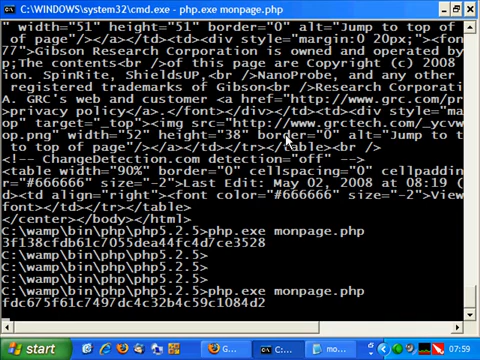 C:\WINDOWS\system32\cmd.exe - php.exe monpage.php
" width="51" height="51" border="0" alt="Jump to top of
of page"/></a></td><td><div style="margin:0 20px;"><font
77">Gibson Research Corporation is owned and operated by
p;The contents<br />of this page are Copyright (c) 2008
ion. SpinRite, ShieldsUP,<br />NanoProbe, and any other
registered trademarks of Gibson<br />Research Corporati
A. GRC's web and customer <a href="http://www.grc.com/pr
>privacy policy</a>.</font></div></td><td><div style="ma
op" target="_top"><img src="http://www.grctech.com/_ycvw
op.png" width="52" height="38" border="0" alt="Jump to t
to top of page"/></a></td></tr></table><br />
<!-- ChangeDetection.com detection="off" -->
<table width="90%" border="0" cellspacing="0" cellpaddin
r="#666666" size="-2">Last Edit: May 02, 2008 at 08:19 (
d><td align="right"><font color="#666666" size="-2">View
font></td></tr></table>
</center></body></html>
C:\wamp\bin\php\php5.2.5>php.exe monpage.php
3f138cfdb61c7055dea44fc4d7ce3528
C:\wamp\bin\php\php5.2.5>
C:\wamp\bin\php\php5.2.5>
C:\wamp\bin\php\php5.2.5>php.exe monpage.php
fdc675f61c7497dc4c32b4c59c1084d2
start
G...
C:...
mo...
07:59